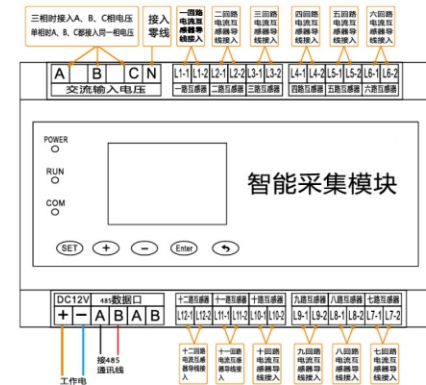 三相时接入A、B、C相电压
单相时A、B、C都接入同一相电压
接入
零线
一回路
电流互
感器导
线接入
二回路
电流互
感器导
线接入
三回路
电流互
感器导
线接入
四回路
电流互
感器导
线接入
五回路
电流互
感器导
线接入
六回路
电流互
感器导
线接入
A B C N
交流输入电压
L1-1 L1-2 L2-1 L2-2 L3-1 L3-2
一路互感器 二路互感器 三路互感器
L4-1 L4-2 L5-1 L5-2 L6-1 L6-2
四路互感器 五路互感器 六路互感器
POWER
RUN
COM
智能采集模块
SET + − Enter
DC12V 485数据口
+ − A B A B
十二路互感器 十一路互感器 十路互感器
L12-1 L12-2 L11-1 L11-2 L10-1 L10-2
九路互感器 八路互感器 七路互感器
L9-1 L9-2 L8-1 L8-2 L7-1 L7-2
工作电
接485
通讯线
十二回路
电流互感
器导线接
入
十一回路
电流互感
器导线接
入
十回路
电流互
感器导
线接入
九回路
电流互
感器导
线接入
八回路
电流互
感器导
线接入
七回路
电流互
感器导
线接入